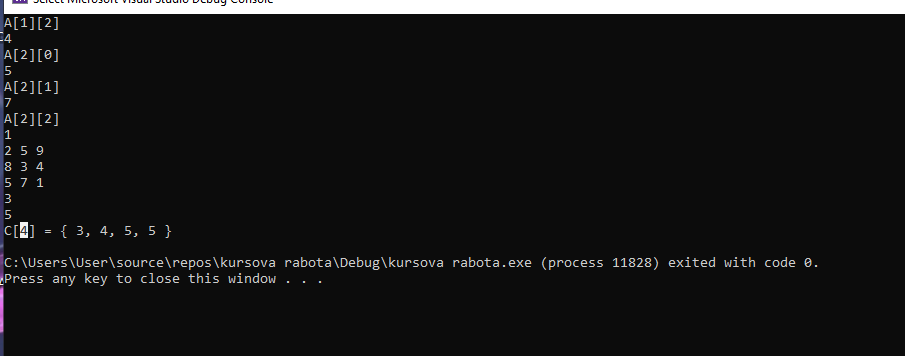 Select Microsoft Visual Studio Debug Console
A[1][2]
4
A[2][0]
5
A[2][1]
7
A[2][2]
1
2 5 9
8 3 4
5 7 1
3
5
C[4] = { 3, 4, 5, 5 }
C:\Users\User\source\repos\kursova rabota\Debug\kursova rabota.exe (process 11828) exited with code 0.
Press any key to close this window . . .